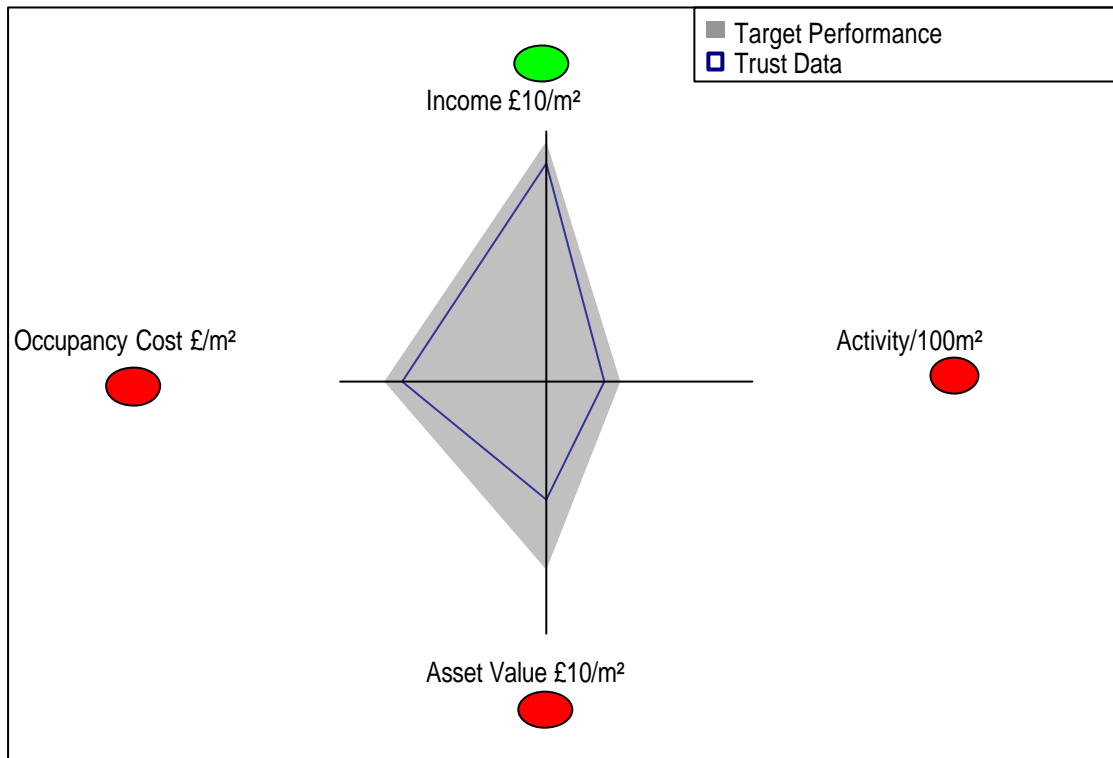 Target Performance
Trust Data
Income £10/m²
Occupancy Cost £/m²
Activity/100m²
Asset Value £10/m²